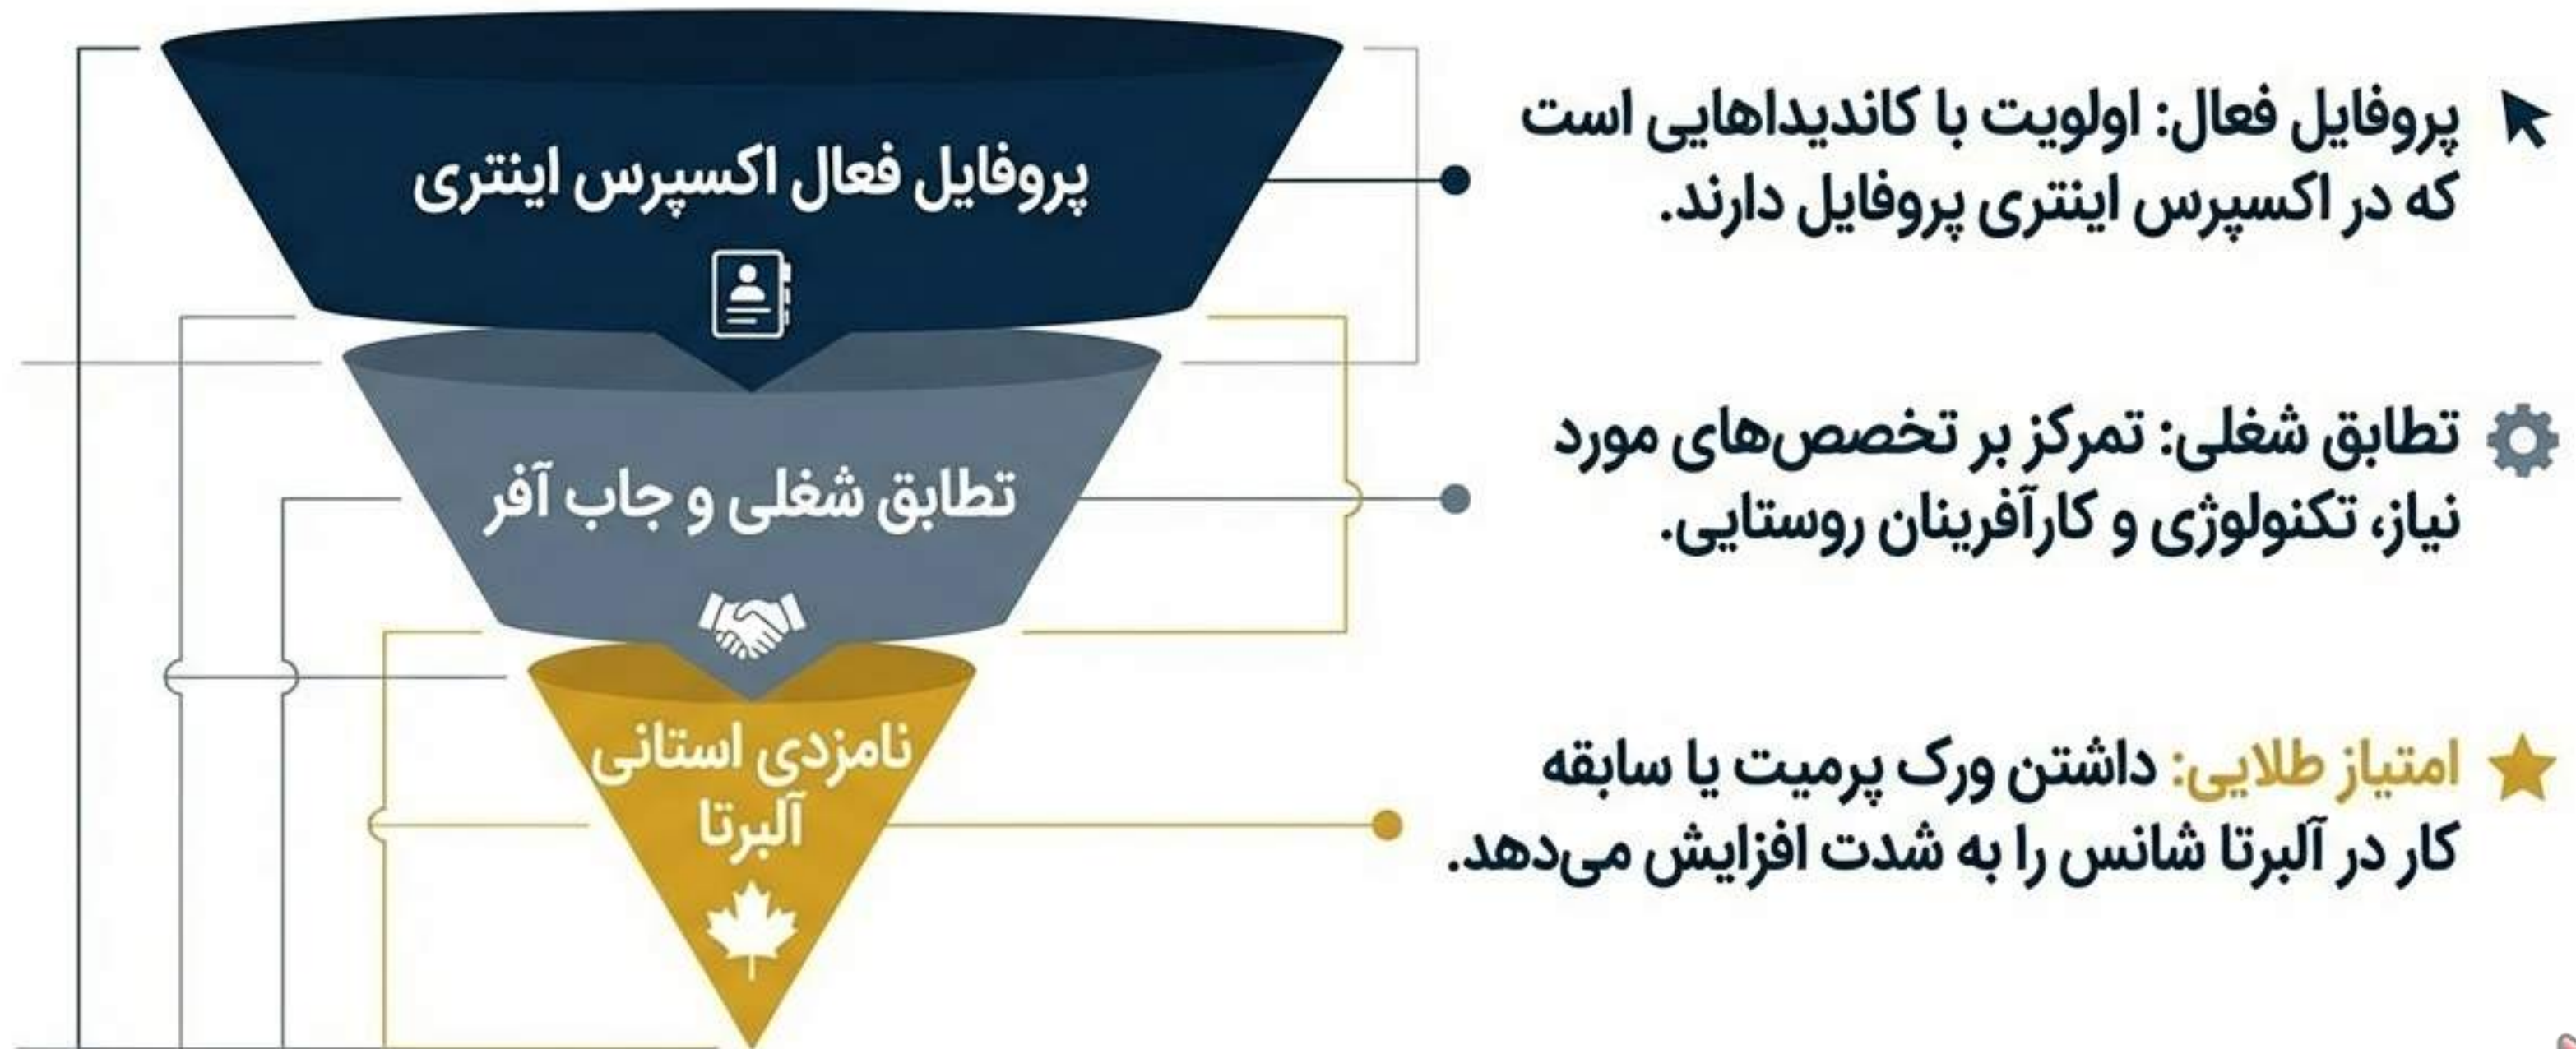 پروفایل فعال اکسپرس اینتری
پروفایل فعال: اولویت با کاندیداهایی است
که در اکسپرس اینتری پروفایل دارند.
تطابق شغلی و جاب آفر
تطابق شغلی: تمرکز بر تخصص‌های مورد
نیاز، تکنولوژی و کارآفرینان روستایی.
نامزدی استانی
آلبرتا
امتیاز طلایی: داشتن ورک پرمیت یا سابقه
کار در آلبرتا شانس را به شدت افزایش می‌دهد.